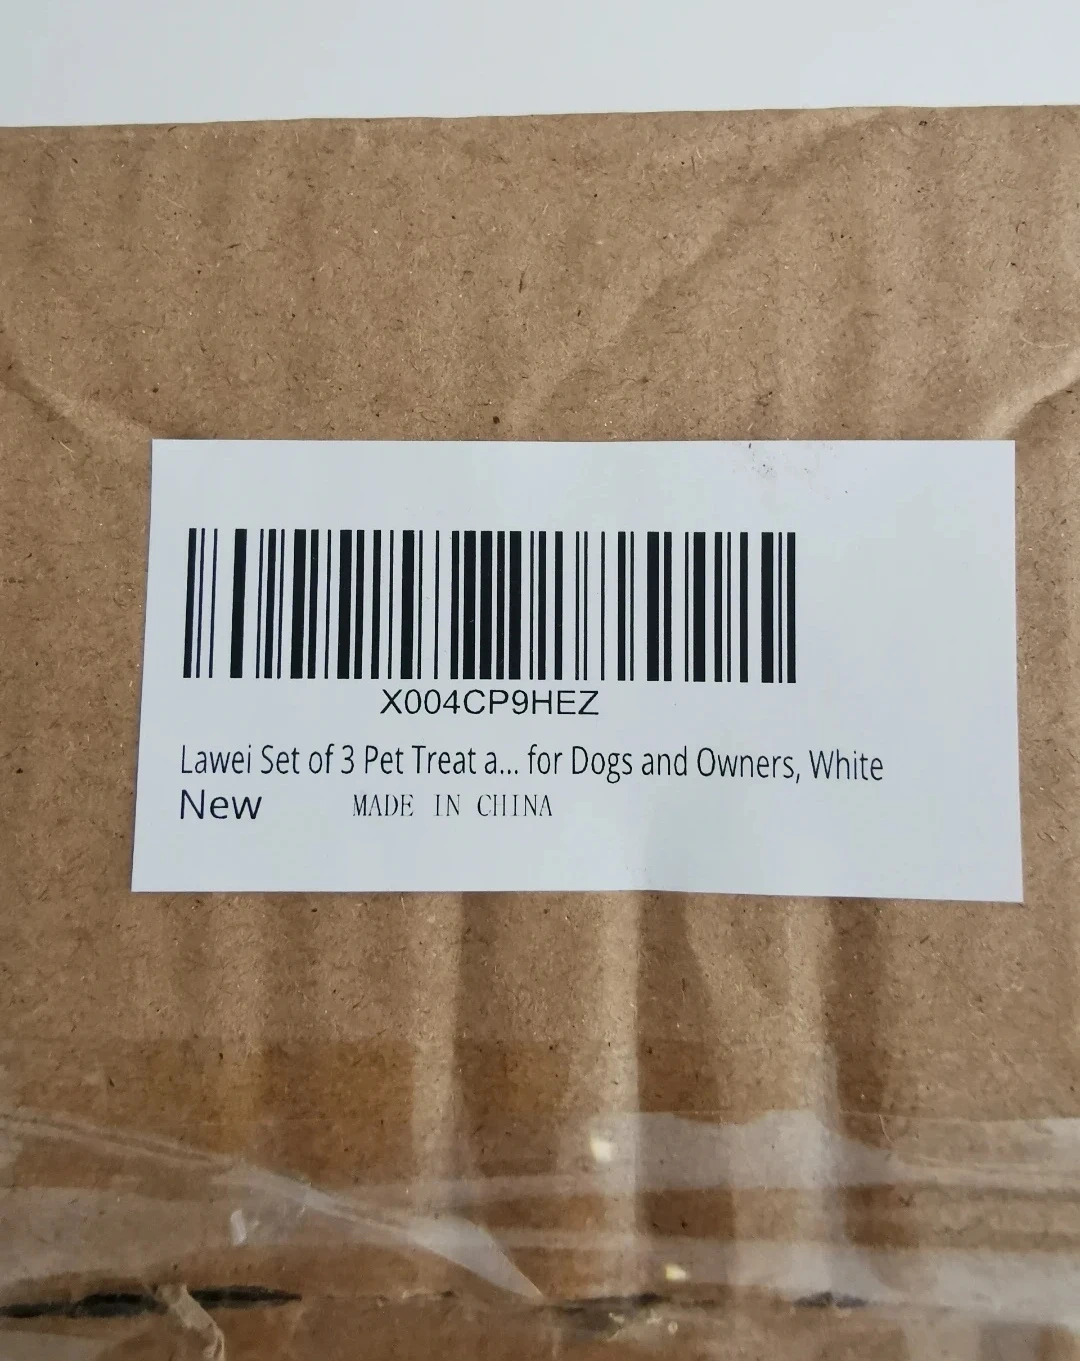 X004CP9HEZ
Lawei Set of 3 Pet Treat a... for Dogs and Owners, White
New MADE IN CHINA